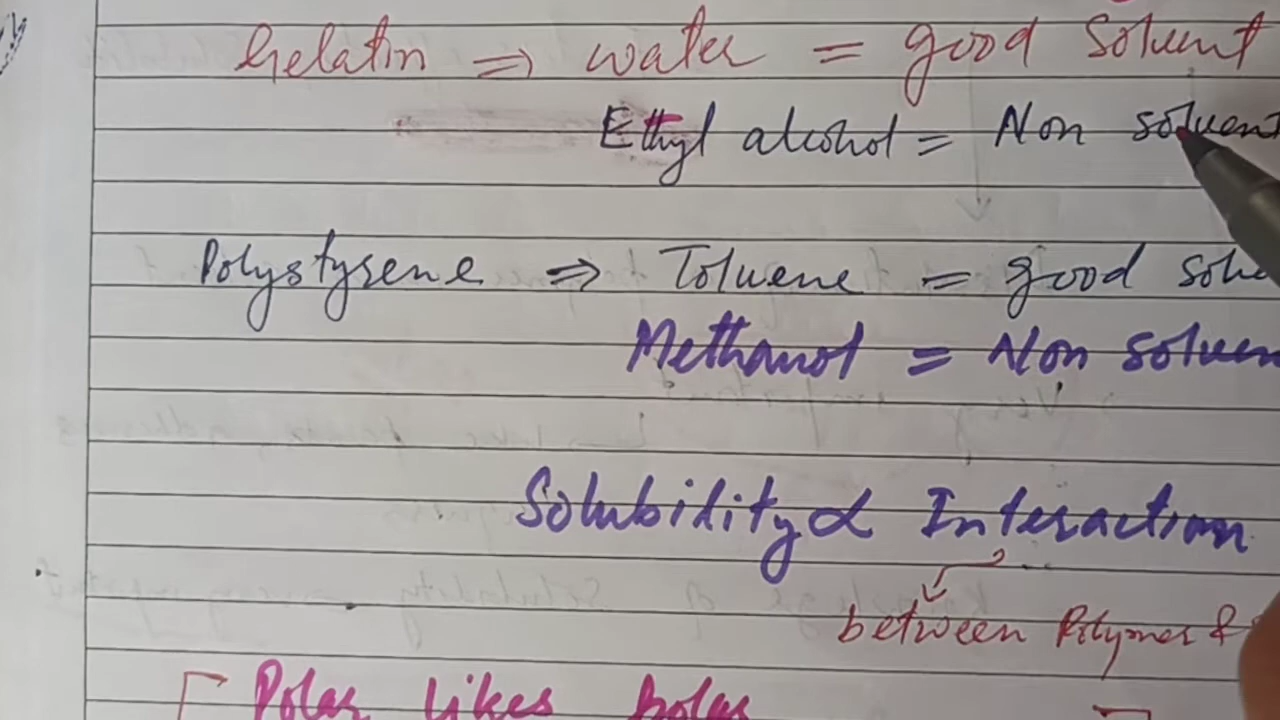 Gelatin ⇒ water = good Solvent
Ethyl alcohol = Non solvent
Polystyrene ⇒ Toluene = good
Methanol = Non solven
Solubility ∝ Interaction
between Polymer &
Polar likes polar